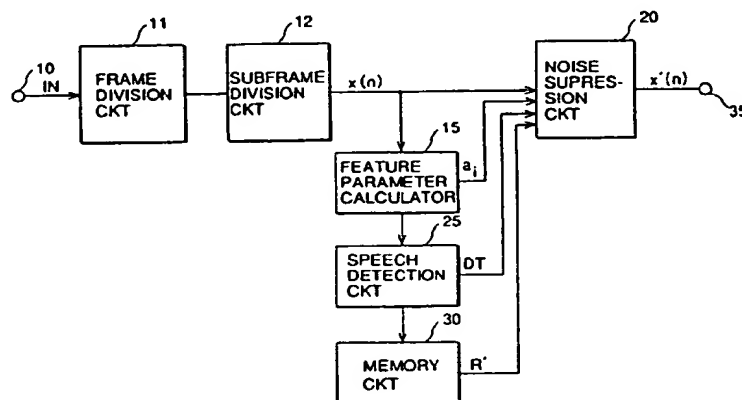 11
12
20
10
IN
FRAME
DIVISION
CKT
SUBFRAME
DIVISION
CKT
x(n)
NOISE
SUPRES-
SION
CKT
x'(n)
35
15
FEATURE
PARAMETER
CALCULATOR
ai
25
SPEECH
DETECTION
CKT
DT
30
MEMORY
CKT
R'